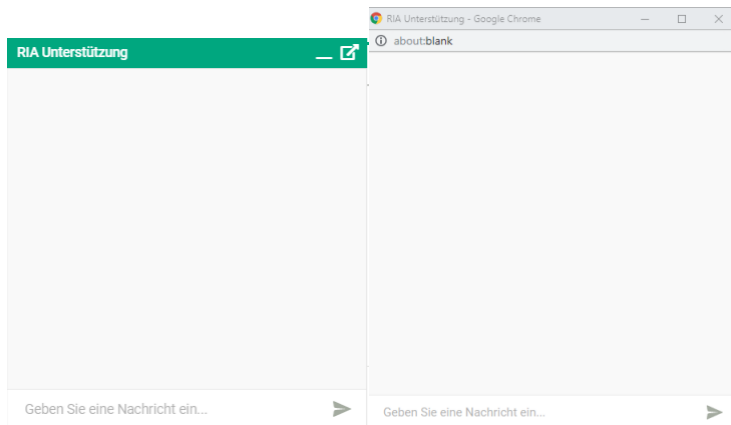 RIA Unterstützung
Geben Sie eine Nachricht ein...
RIA Unterstützung - Google Chrome
about:blank
Geben Sie eine Nachricht ein...